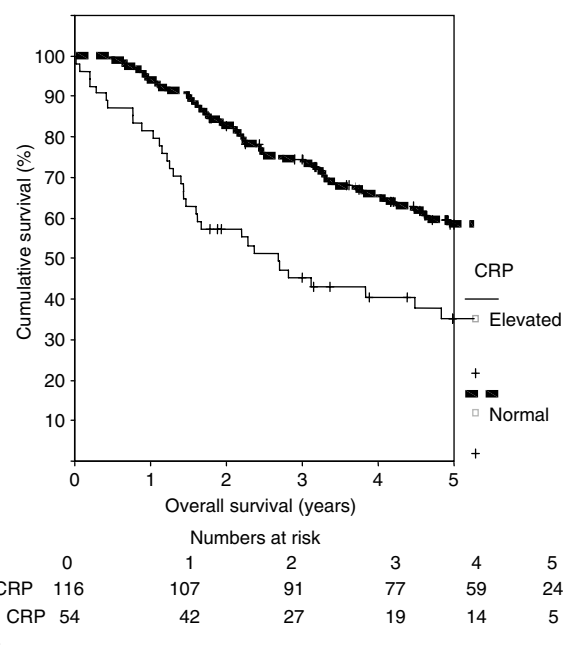 100
90
80
70
60
50
40
30
20
10
Cumulative survival (%)
0 1 2 3 4 5
Overall survival (years)
CRP
Elevated
Normal
Numbers at risk
0 1 2 3 4 5
CRP 116 107 91 77 59 24
CRP 54 42 27 19 14 5